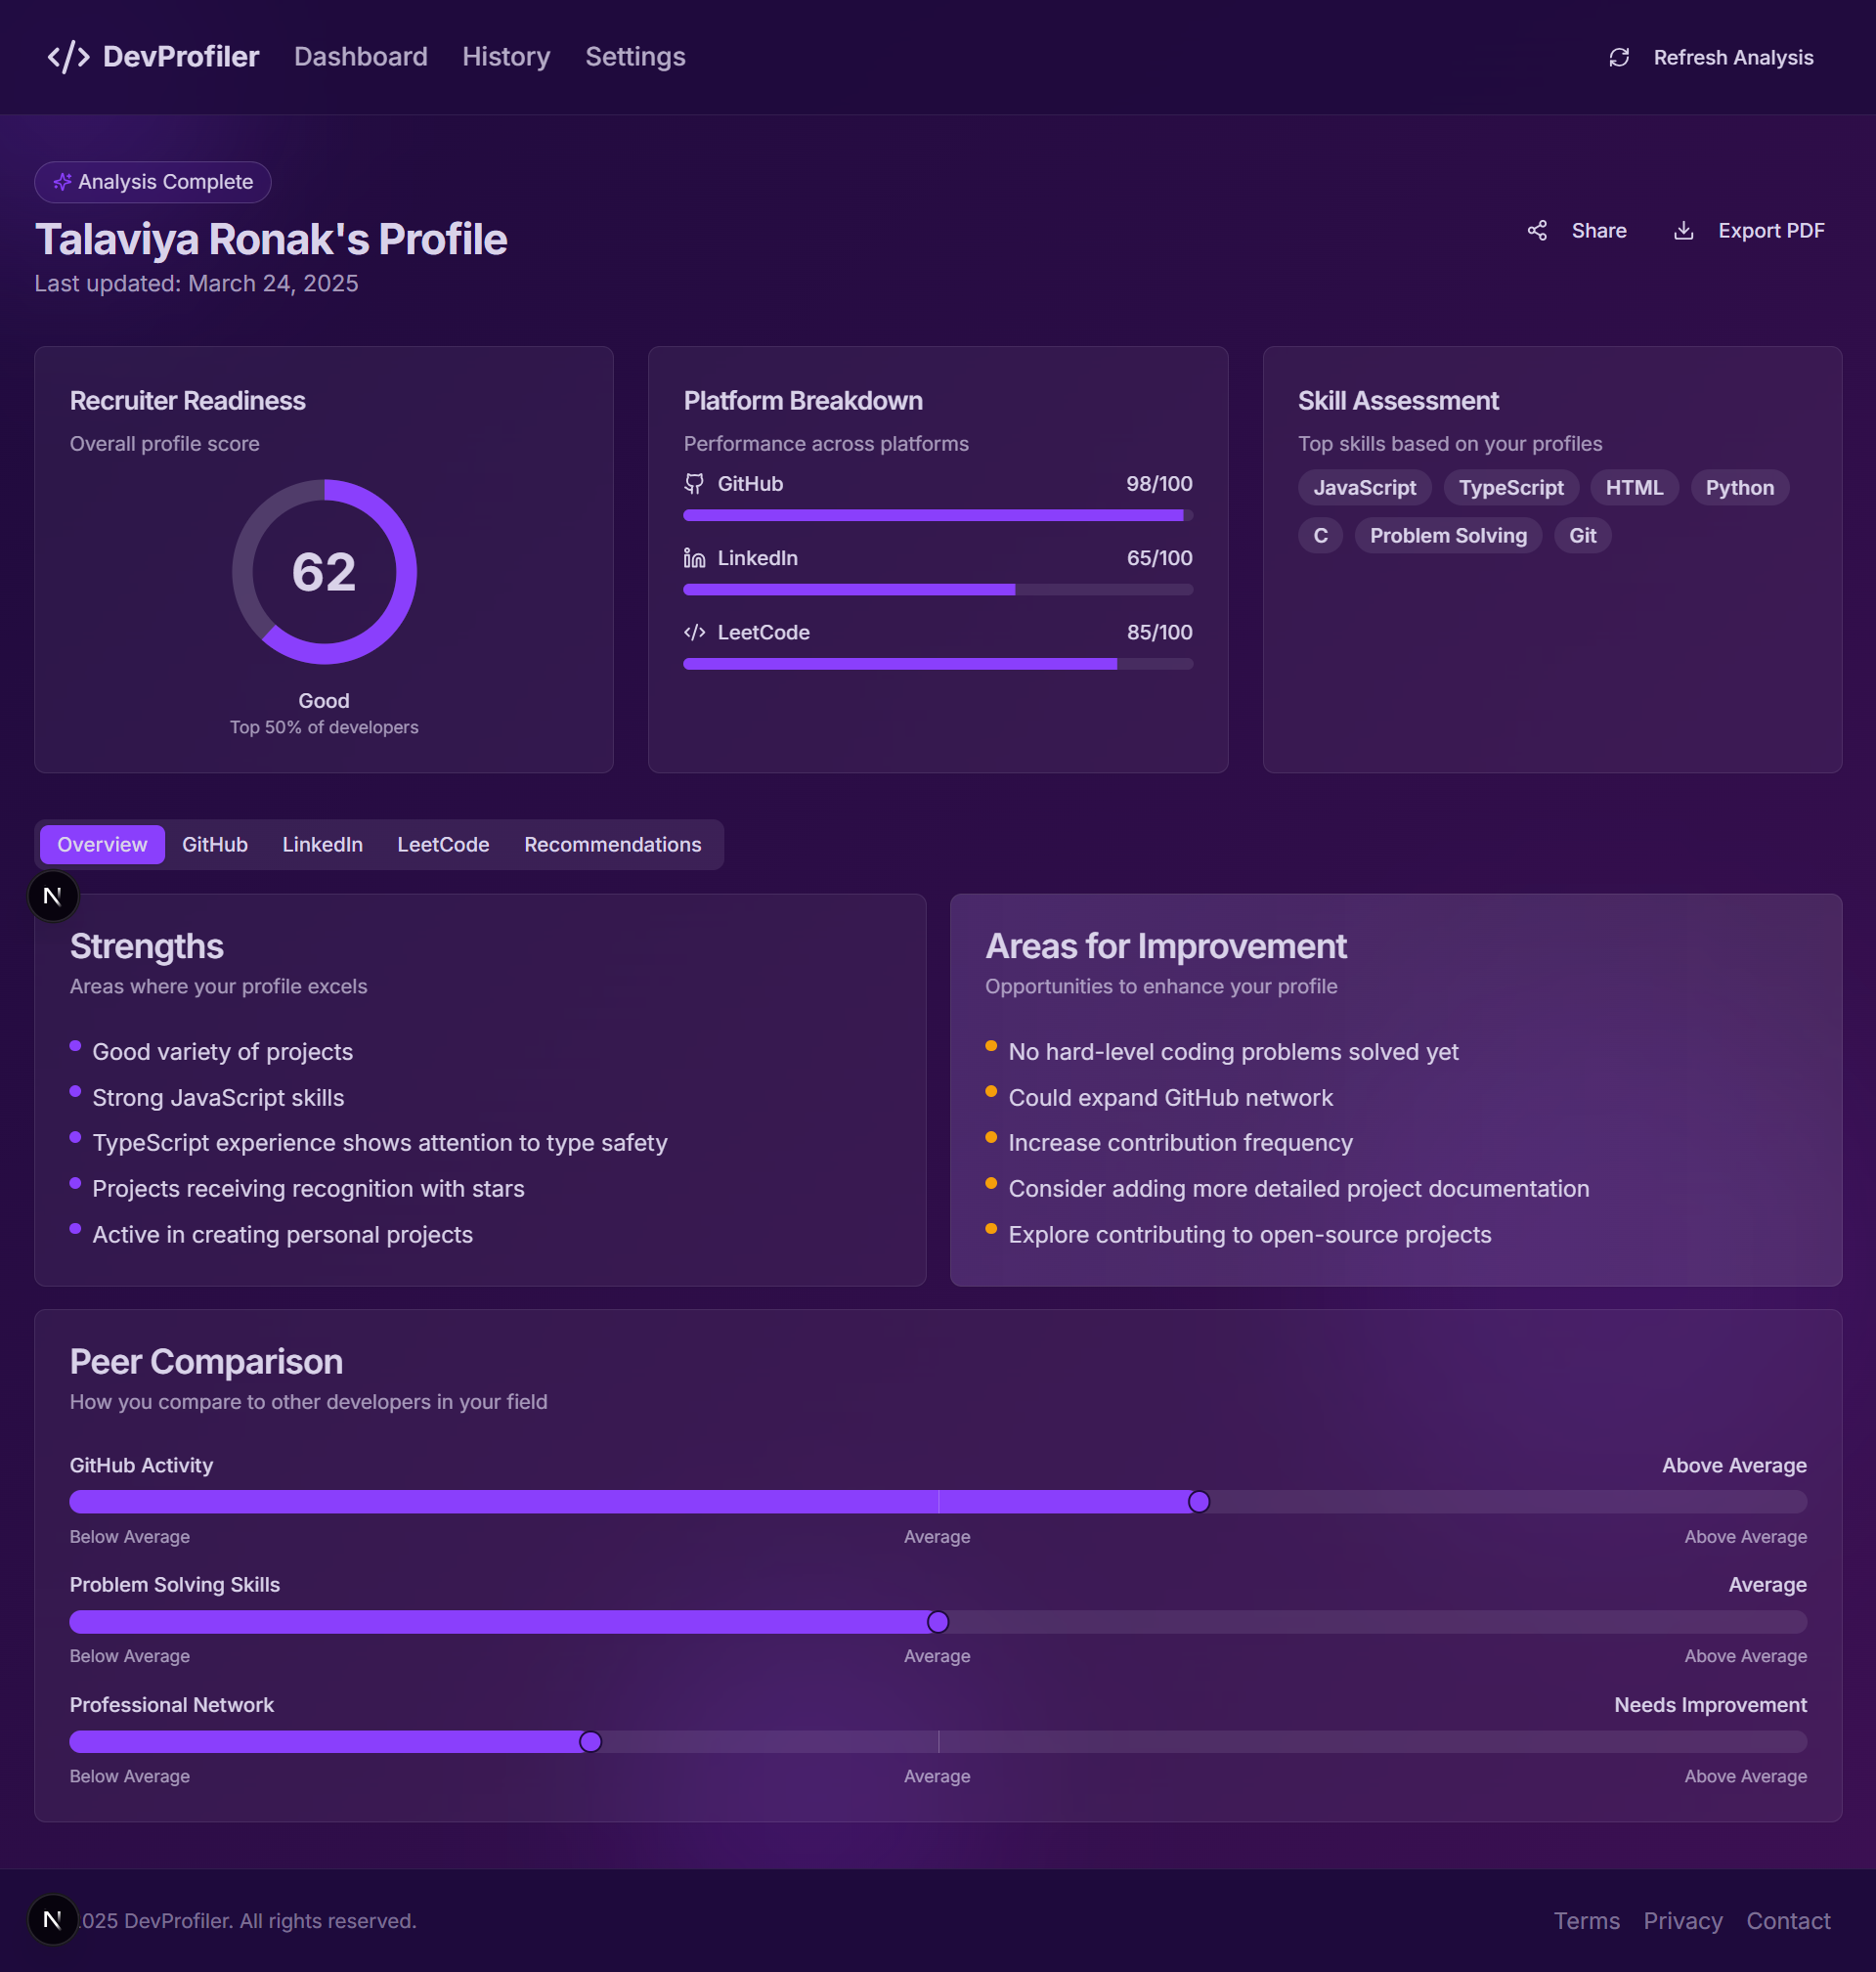 DevProfiler Dashboard History Settings Refresh Analysis
Analysis Complete
Talaviya Ronak's Profile
Share Export PDF
Last updated: March 24, 2025
Recruiter Readiness
Overall profile score
62
Good
Top 50% of developers
Platform Breakdown
Performance across platforms
GitHub 98/100
LinkedIn 65/100
LeetCode 85/100
Skill Assessment
Top skills based on your profiles
JavaScript TypeScript HTML Python
C Problem Solving Git
Overview GitHub LinkedIn LeetCode Recommendations
N
Strengths
Areas where your profile excels
Good variety of projects
Strong JavaScript skills
TypeScript experience shows attention to type safety
Projects receiving recognition with stars
Active in creating personal projects
Areas for Improvement
Opportunities to enhance your profile
No hard-level coding problems solved yet
Could expand GitHub network
Increase contribution frequency
Consider adding more detailed project documentation
Explore contributing to open-source projects
Peer Comparison
How you compare to other developers in your field
GitHub Activity Above Average
Below Average Average Above Average
Problem Solving Skills Average
Below Average Average Above Average
Professional Network Needs Improvement
Below Average Average Above Average
N
025 DevProfiler. All rights reserved.
Terms Privacy Contact